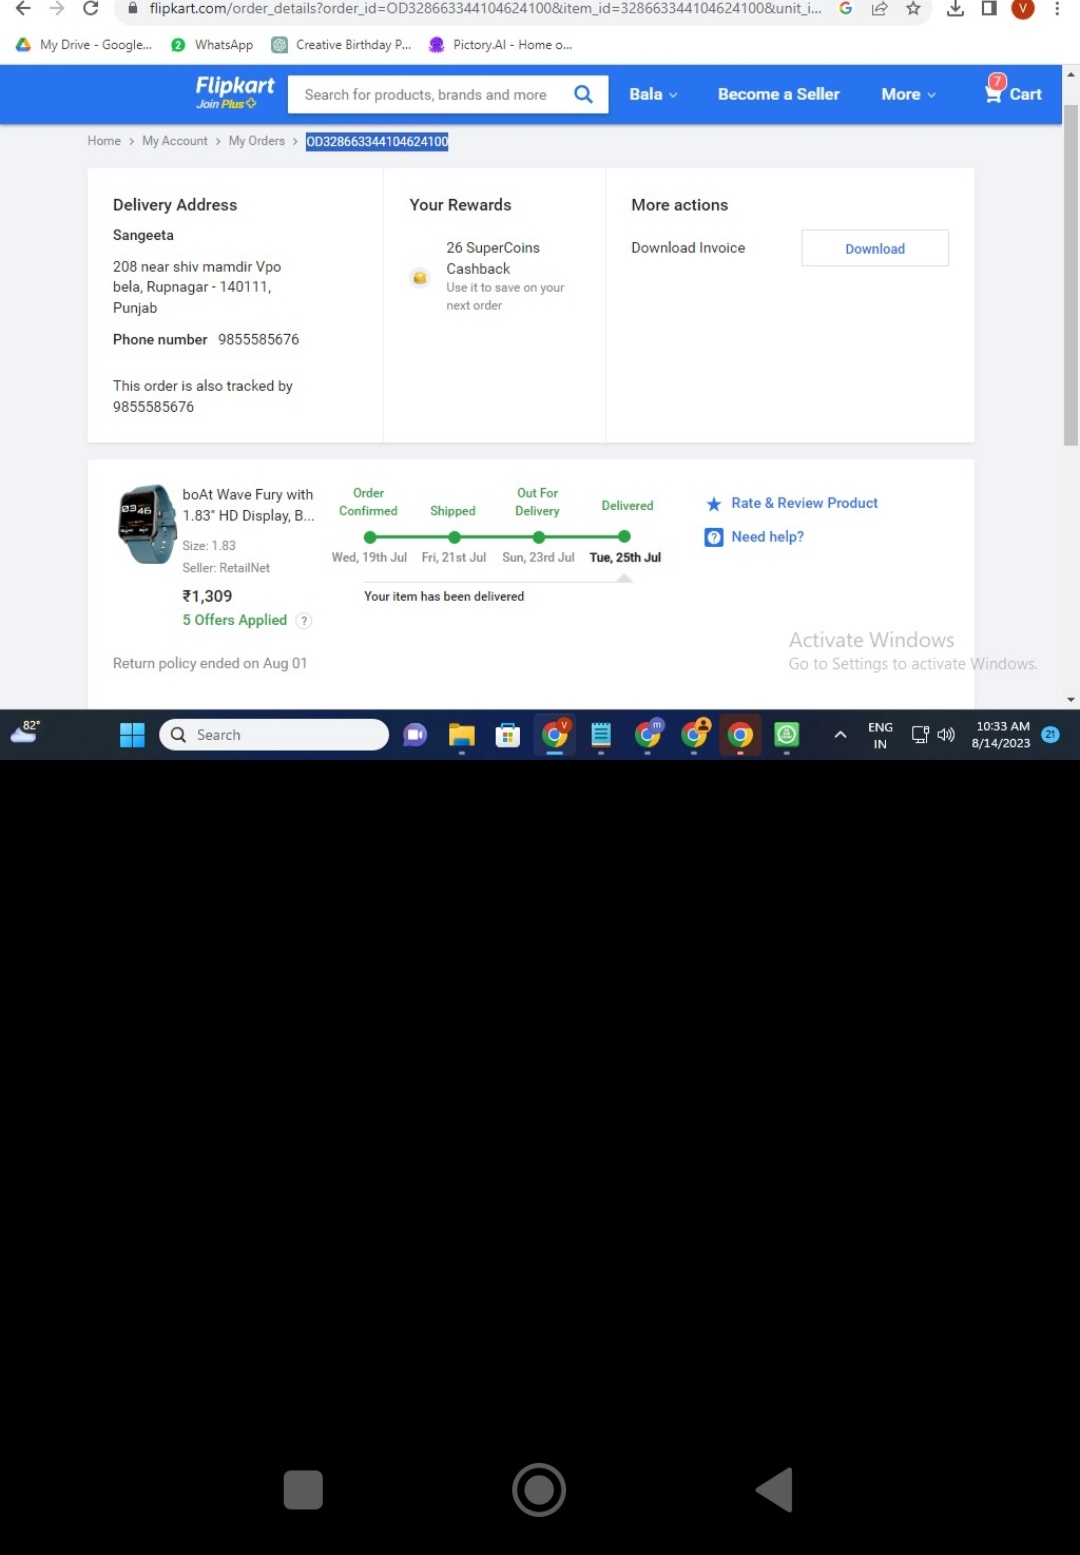 flipkart.com/order_details?order_id=OD328663344104624100&item_id=328663344104624100&unit_i...
My Drive - Google...
WhatsApp
Creative Birthday P...
Pictory.AI - Home o...
Flipkart
Join Plus
Search for products, brands and more
Bala
Become a Seller
More
7
Cart
Home > My Account > My Orders > OD328663344104624100
Delivery Address
Sangeeta
208 near shiv mamdir Vpo
bela, Rupnagar - 140111,
Punjab
Phone number 9855585676
This order is also tracked by
9855585676
Your Rewards
26 SuperCoins
Cashback
Use it to save on your
next order
More actions
Download Invoice
Download
boAt Wave Fury with
1.83" HD Display, B...
Size: 1.83
Seller: RetailNet
₹1,309
5 Offers Applied ?
Order
Confirmed
Shipped
Out For
Delivery
Delivered
Wed, 19th Jul
Fri, 21st Jul
Sun, 23rd Jul
Tue, 25th Jul
Your item has been delivered
Rate & Review Product
Need help?
Return policy ended on Aug 01
Activate Windows
Go to Settings to activate Windows.
82°
Search
ENG
IN
10:33 AM
8/14/2023
21